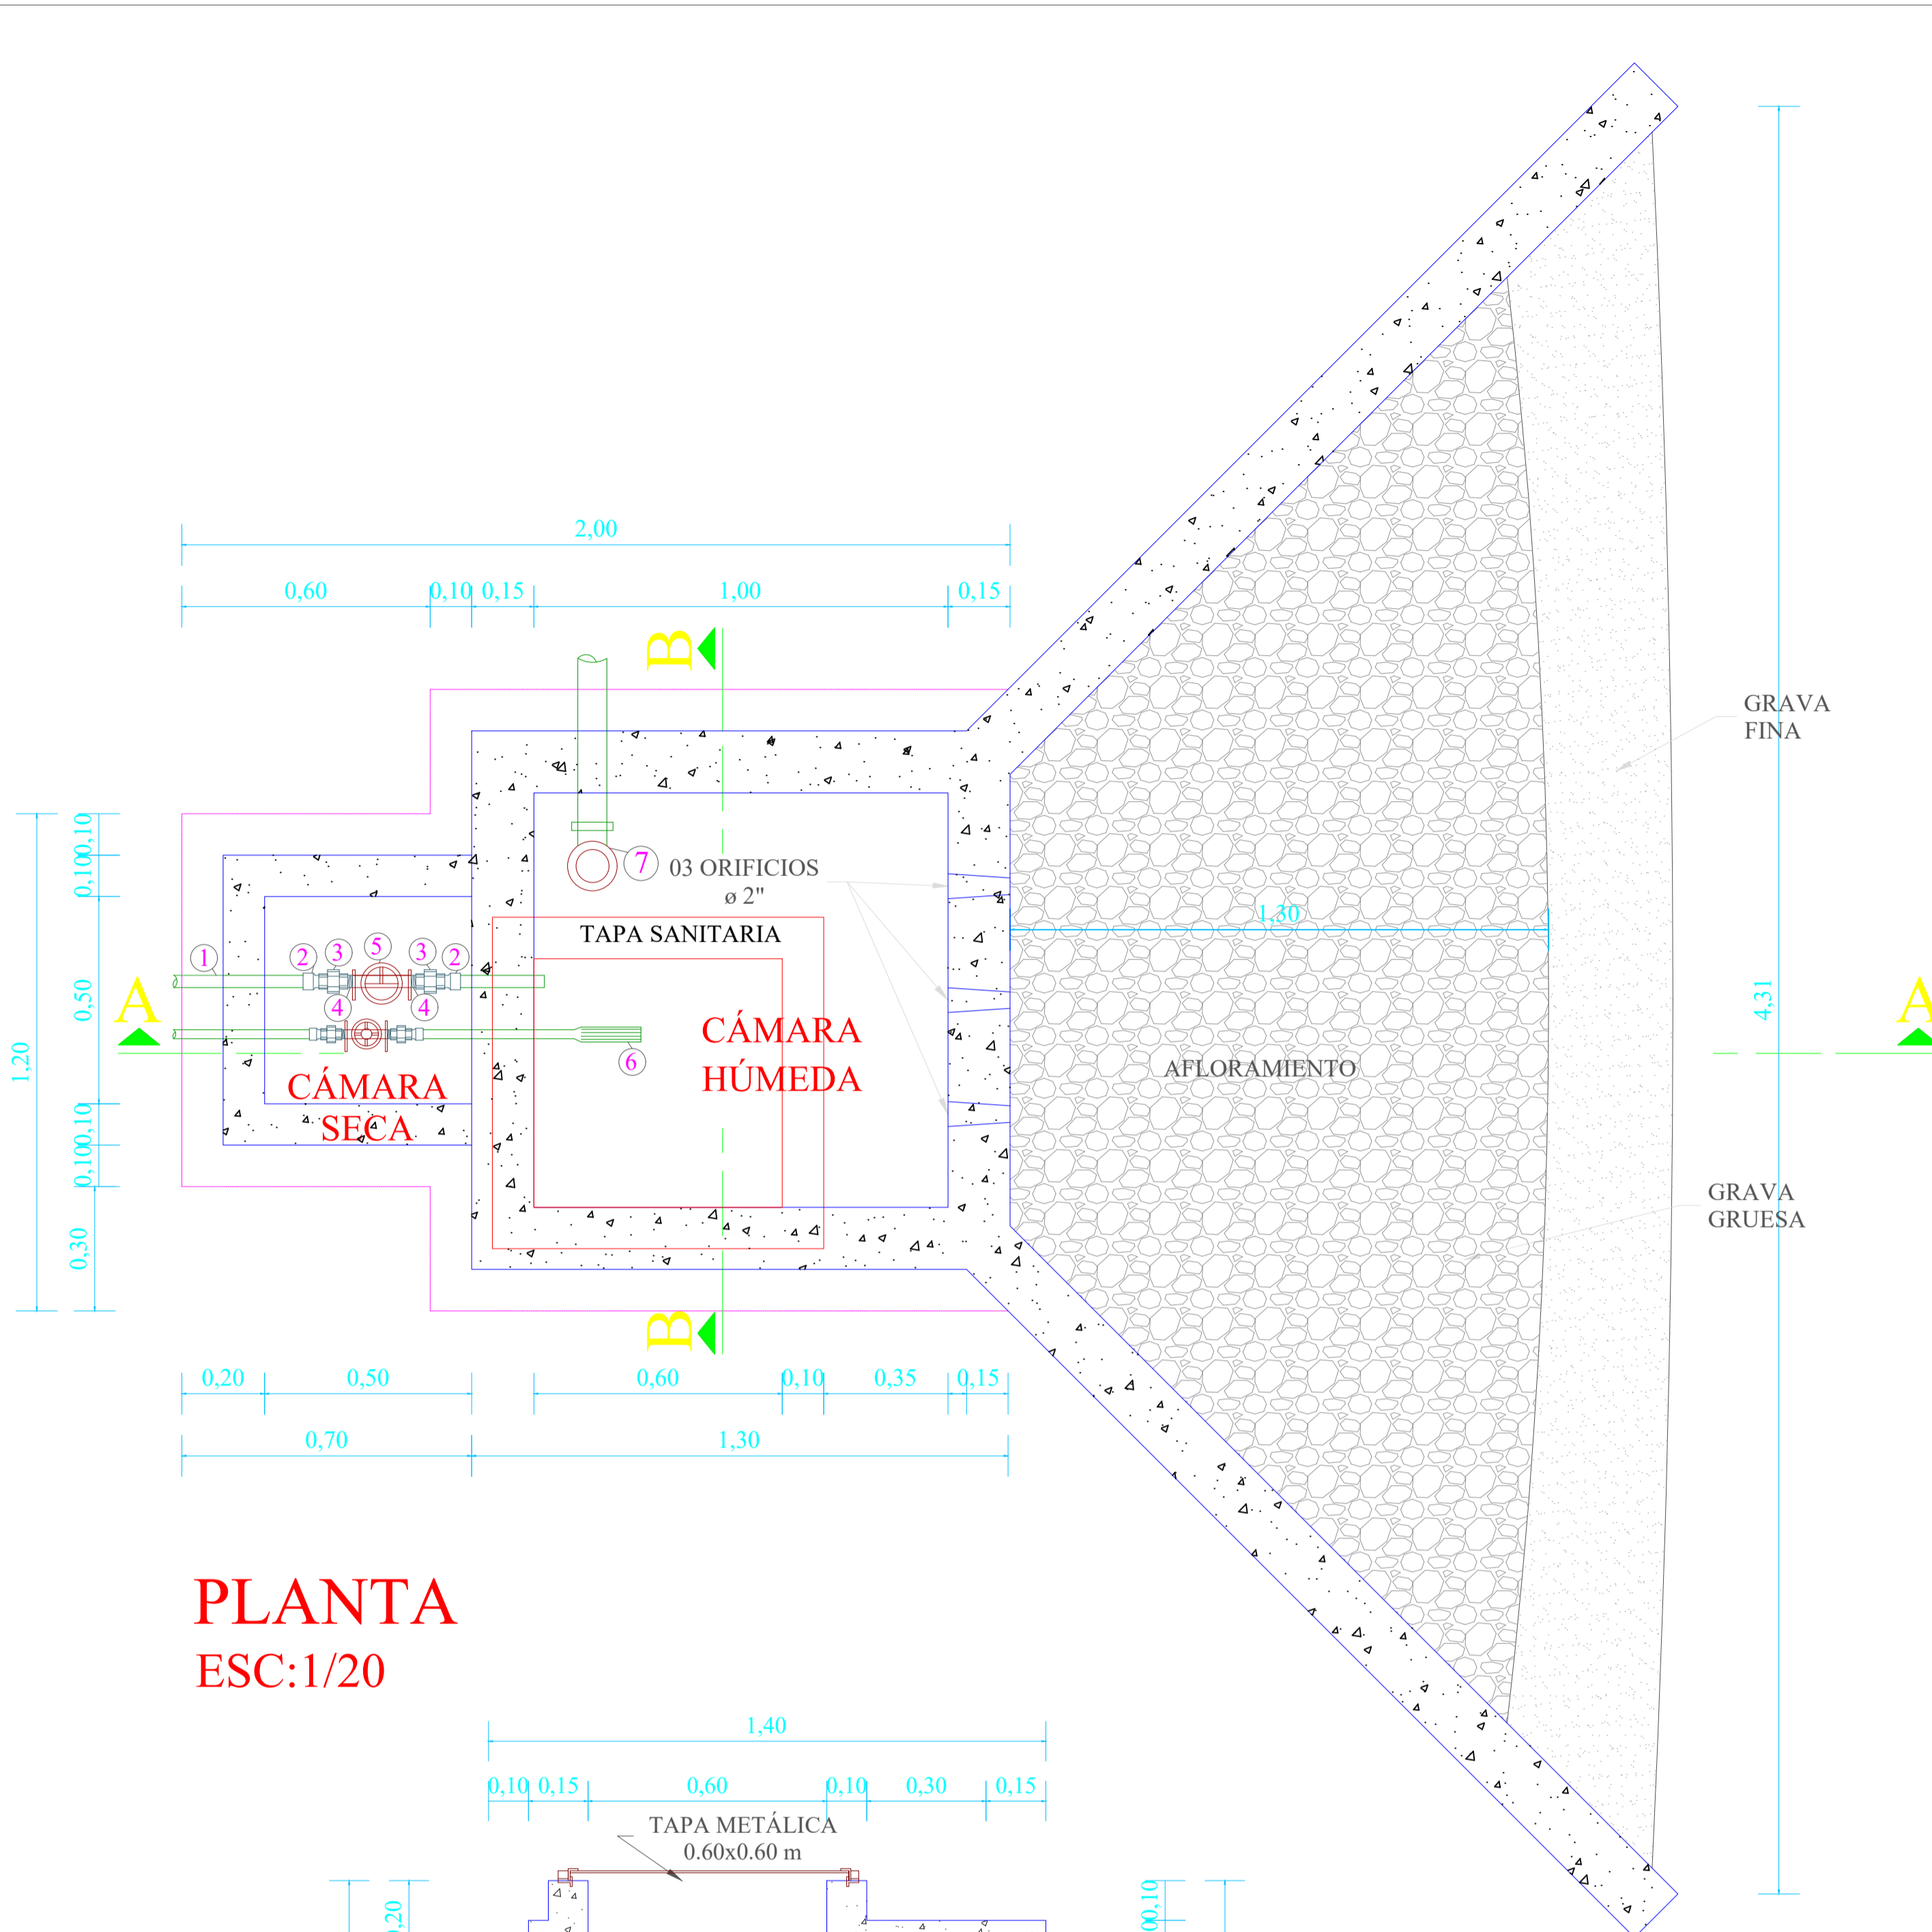 2,00
0,60
0,10
0,15
1,00
0,15
B
GRAVA
FINA
7
03 ORIFICIOS
ø 2"
TAPA SANITARIA
1,30
1
2
3
5
3
2
4
4
A
A
4,31
0,10
0,10
0,50
1,20
0,10
0,10
0,30
6
CÁMARA
HÚMEDA
AFLORAMIENTO
CÁMARA
SECA
GRAVA
GRUESA
B
0,20
0,50
0,60
0,10
0,35
0,15
0,70
1,30
PLANTA
ESC:1/20
1,40
0,10
0,15
0,60
0,10
0,30
0,15
TAPA METÁLICA
0.60x0.60 m
0,10